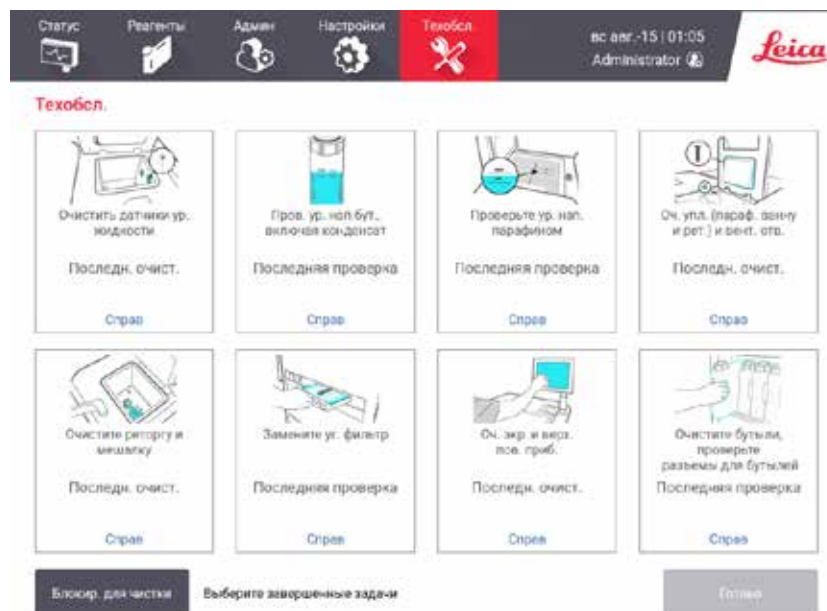 Статус Реагенты Админ Настройки Техобсл.
вс авг.-15 | 01:05
Administrator
Leica
Техобсл.
Очистить датчики ур.
жидкости
Последн. очист.
Справ
Пров. ур. нап.бут.,
включая конденсат
Последняя проверка
Справ
Проверьте ур. нап.
парафином
Последняя проверка
Справ
1
Оч. упл. (параф. ванну
и рет.) и вент. отв.
Последн. очист.
Справ
Очистите реторту и
мешалку
Последн. очист.
Справ
Замените уг. фильтр
Последняя проверка
Справ
Оч. экр. и верх.
пов. приб.
Последн. очист.
Справ
Очистите бутыли,
проверьте
разъемы для бутылей
Последняя проверка
Справ
Блокир. для чистки
Выберите завершенные задачи
Готово